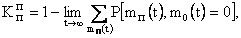 K_п^п = 1 - lim_{t→∞} ∑_{m_п(t)} P[m_п(t), m_0(t) = 0],